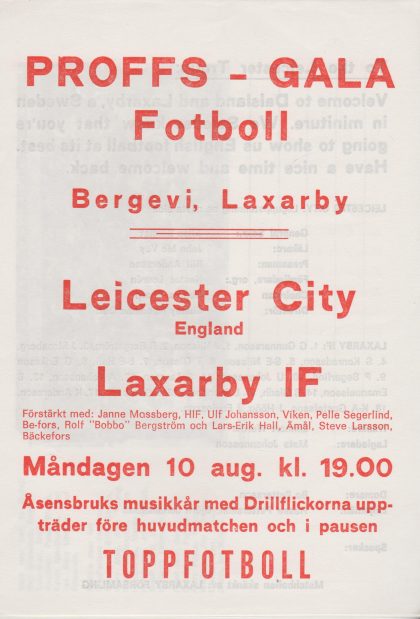 PROFFS - GALA
Fotboll
Bergevi, Laxarby
Leicester City
England
Laxarby IF
Förstärkt med: Janne Mossberg, HIF, Ulf Johansson, Viken, Pelle Segerlind,
Be-fors, Rolf "Bobbo" Bergström och Lars-Erik Hall, Åmål, Steve Larsson,
Bäckefors
Måndagen 10 aug. kl. 19.00
Åsensbruks musikkår med Drillflickorna upp-
träder före huvudmatchen och i pausen
TOPPFOTBOLL